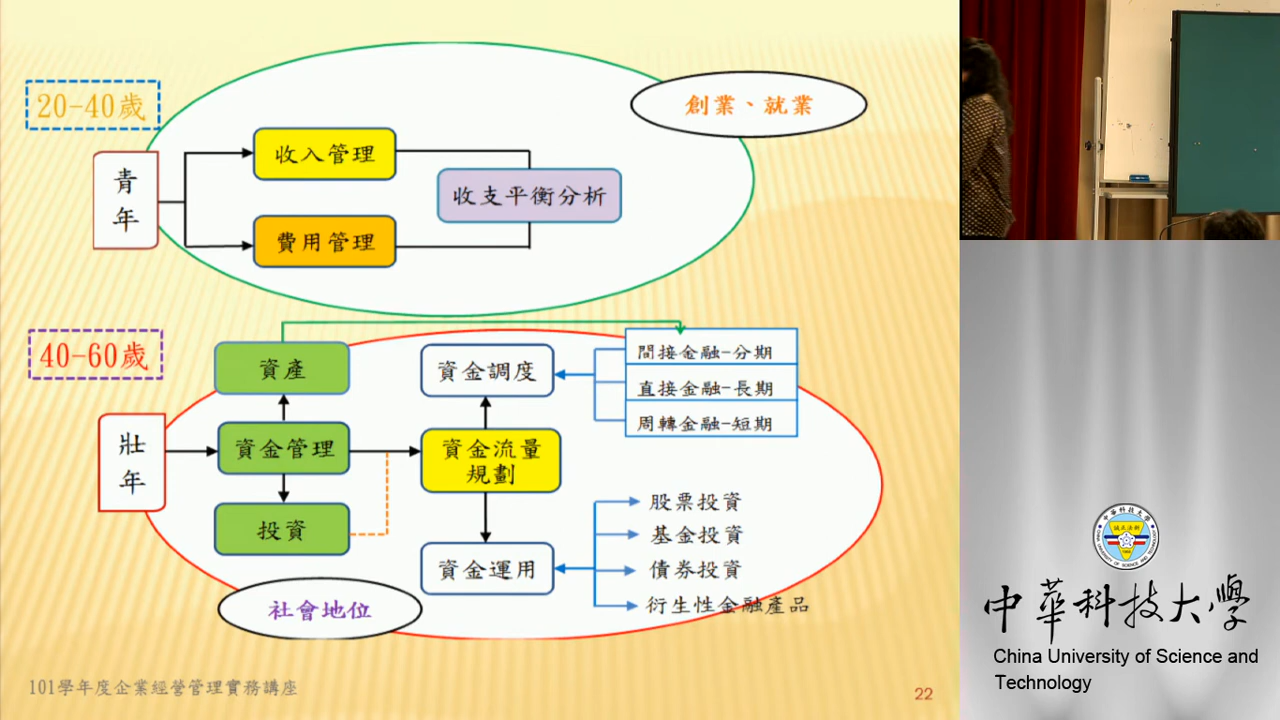 20-40歲
創業、就業
青年
收入管理
收支平衡分析
費用管理
40-60歲
資產
資金調度
間接金融-分期
直接金融-長期
周轉金融-短期
壯年
資金管理
資金流量
規劃
投資
資金運用
股票投資
基金投資
債券投資
衍生性金融產品
社會地位
101學年度企業經營管理實務講座
22
中華科技大學
China University of Science and
Technology